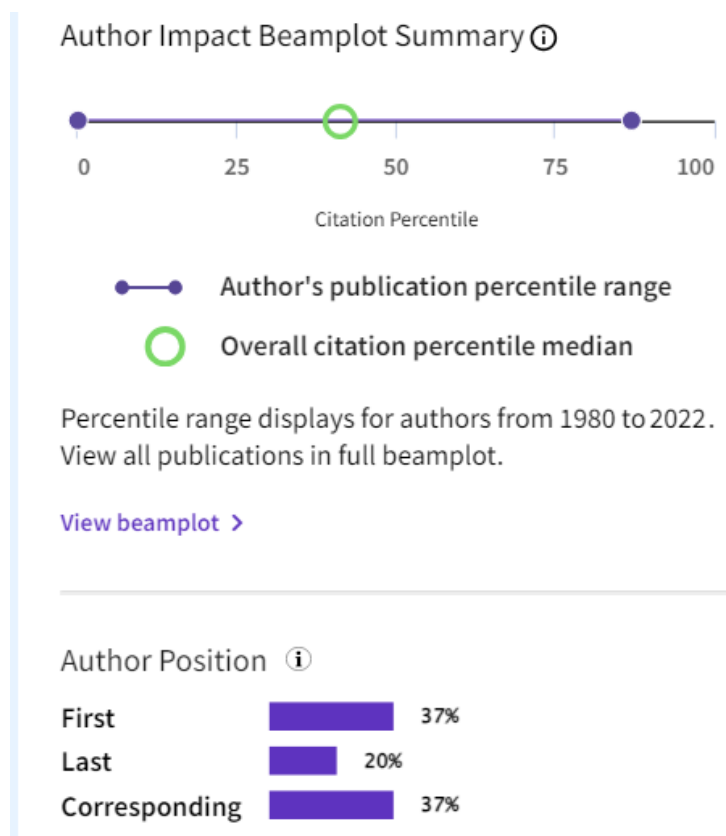 Author Impact Beamplot Summary
0 25 50 75 100
Citation Percentile
Author's publication percentile range
Overall citation percentile median
Percentile range displays for authors from 1980 to 2022.
View all publications in full beamplot.
View beamplot >
Author Position
First 37%
Last 20%
Corresponding 37%